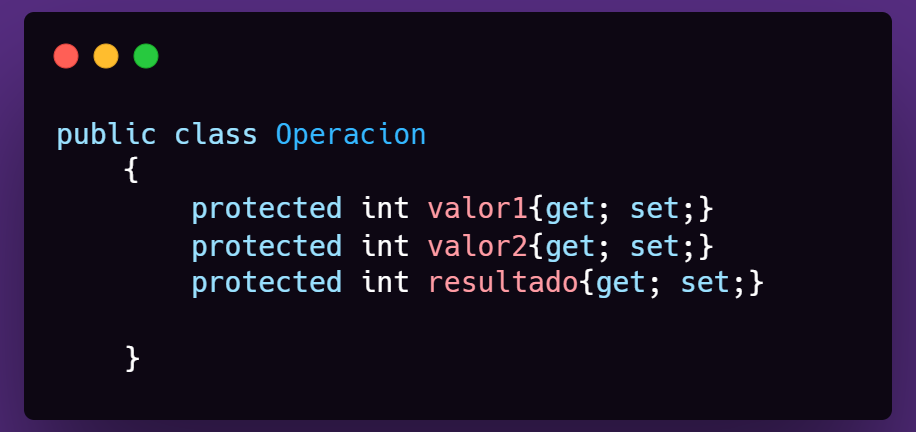 public class Operacion
{
protected int valor1{get; set;}
protected int valor2{get; set;}
protected int resultado{get; set;}
}